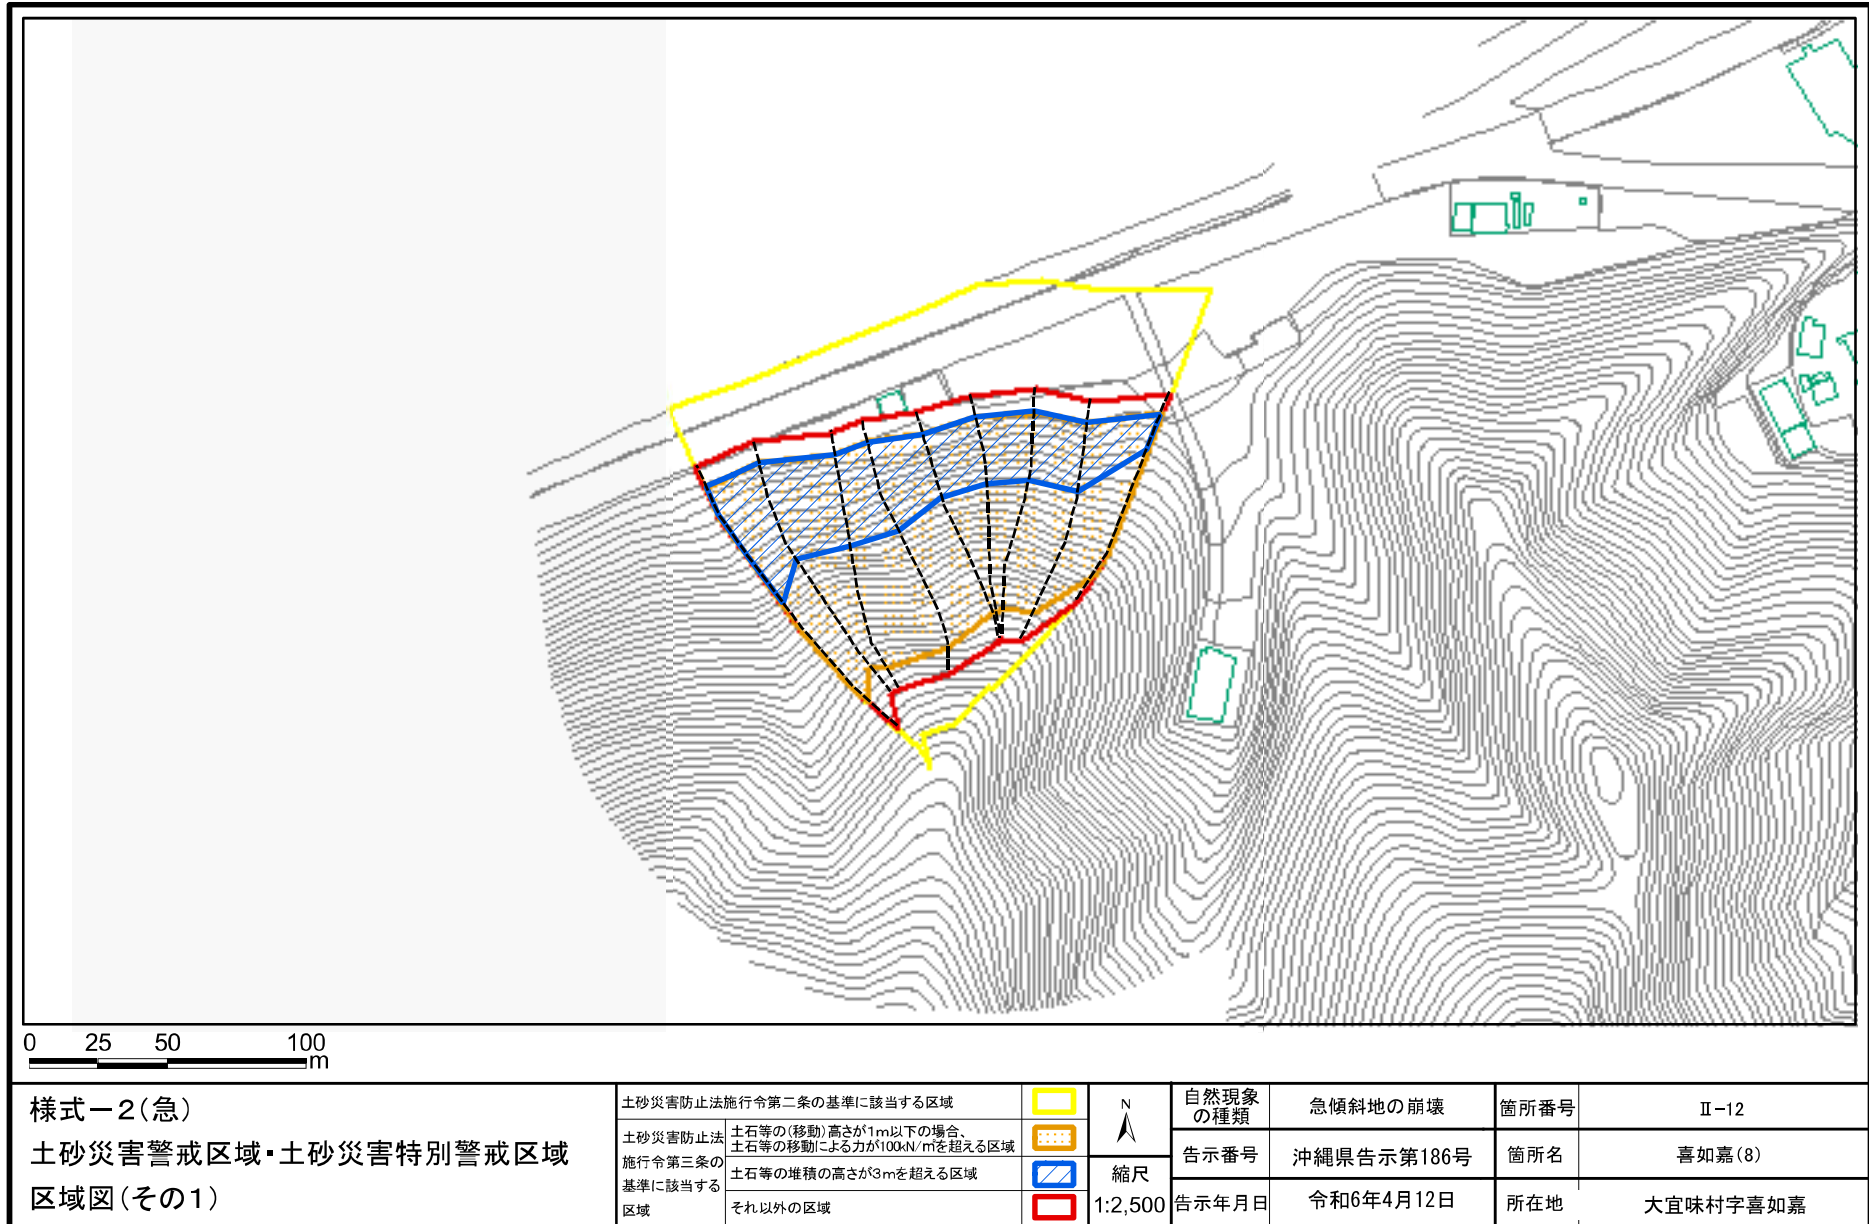 0 25 50 100
m
様式－2(急)
土砂災害警戒区域・土砂災害特別警戒区域
区域図(その1)
土砂災害防止法施行令第二条の基準に該当する区域
土砂災害防止法
施行令第三条の
基準に該当する
区域
土石等の(移動)高さが1m以下の場合、
土石等の移動による力が100kN/㎡を超える区域
土石等の堆積の高さが3mを超える区域
それ以外の区域
N
縮尺
1:2,500
自然現象
の種類
急傾斜地の崩壊
箇所番号
Ⅱ-12
告示番号
沖縄県告示第186号
箇所名
喜如嘉(8)
告示年月日
令和6年4月12日
所在地
大宜味村字喜如嘉